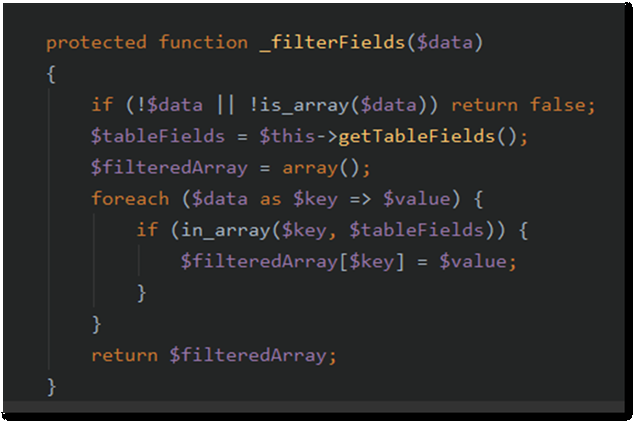 protected function _filterFields($data)
{
if (!$data || !is_array($data)) return false;
$tableFields = $this->getTableFields();
$filteredArray = array();
foreach ($data as $key => $value) {
if (in_array($key, $tableFields)) {
$filteredArray[$key] = $value;
}
}
return $filteredArray;
}